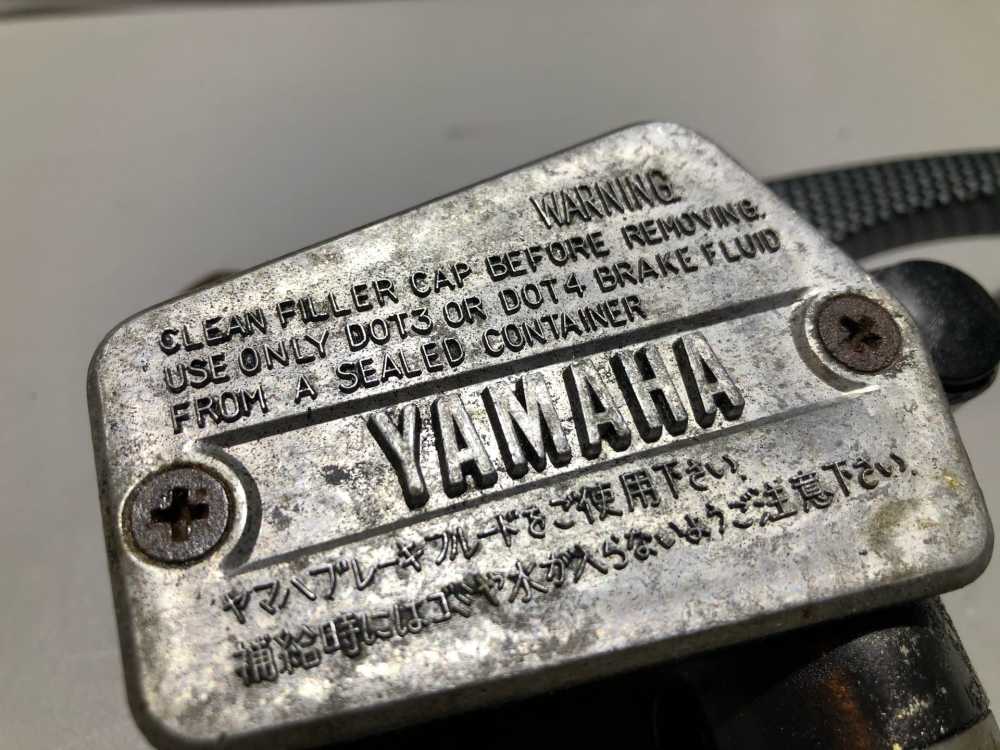 WARNING
CLEAN FILLER CAP BEFORE REMOVING.
USE ONLY DOT3 OR DOT4 BRAKE FLUID
FROM A SEALED CONTAINER
YAMAHA
ヤマハブレーキフルードをご使用下さい。
補給時にはゴミや水が入らないようご注意下さい。